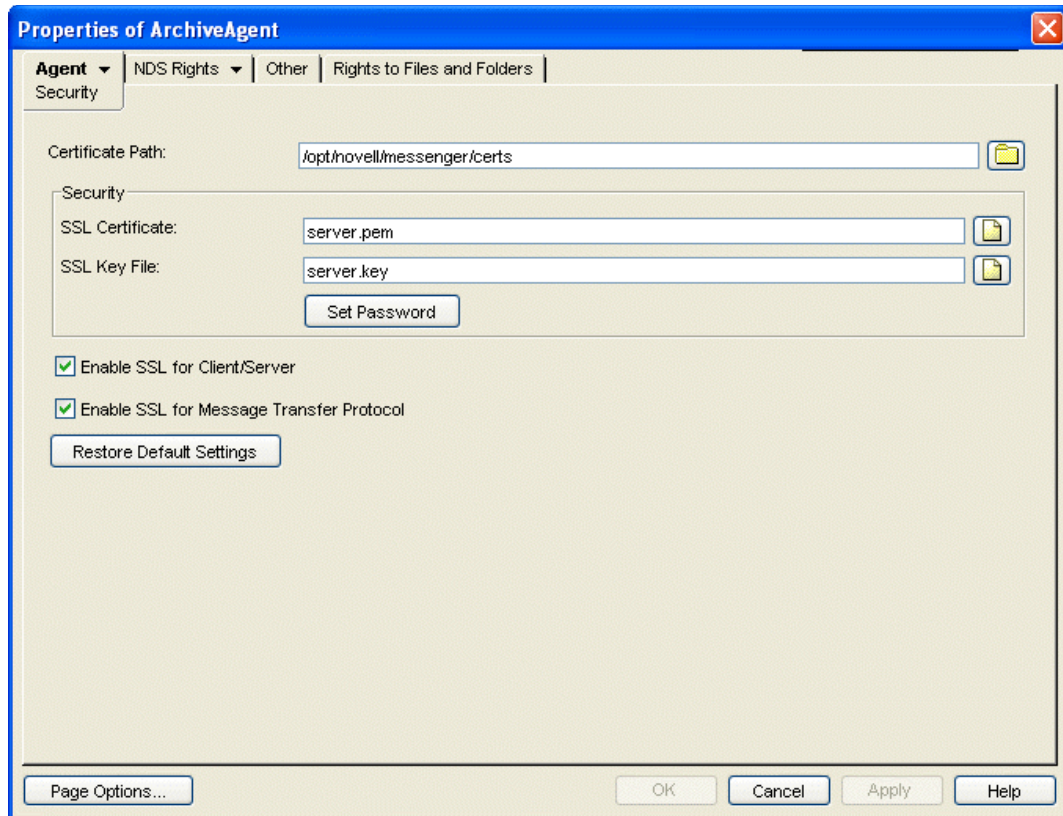 Properties of ArchiveAgent
Agent NDS Rights Other Rights to Files and Folders
Security
Certificate Path: /opt/novell/messenger/certs
Security
SSL Certificate: server.pem
SSL Key File: server.key
Set Password
Enable SSL for Client/Server
Enable SSL for Message Transfer Protocol
Restore Default Settings
Page Options... OK Cancel Apply Help